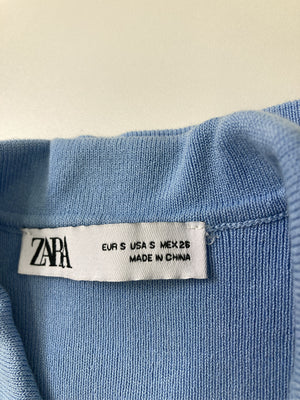 ZARA
EUR S USA S MEX 26
MADE IN CHINA